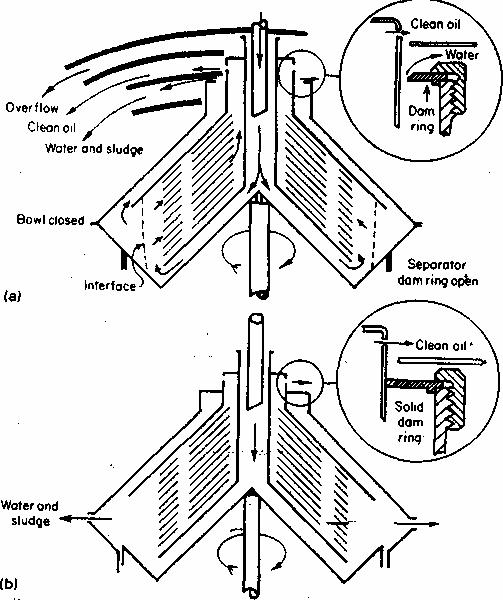 Clean oil
Water
Dam
ring
Overflow
Clean oil
Water and sludge
Bowl closed
Interface
Separator
dam ring open
(a)
Clean oil
Solid
dam
ring
Water and
sludge
(b)